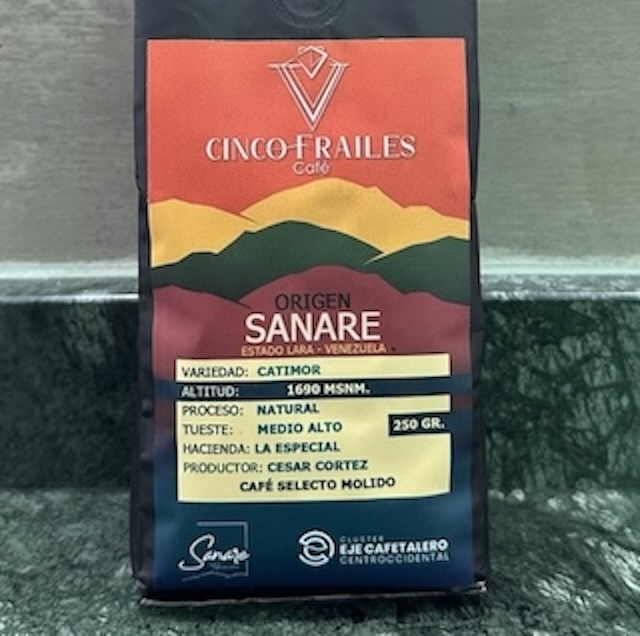 CINCO FRAILES
Café
ORIGEN
SANARE
ESTADO LARA - VENEZUELA
VARIEDAD: CATIMOR
ALTITUD: 1690 MSNM.
PROCESO: NATURAL
TUESTE: MEDIO ALTO
250 GR.
HACIENDA: LA ESPECIAL
PRODUCTOR: CESAR CORTEZ
CAFÉ SELECTO MOLIDO
Sanare
CLUSTER
EJE CAFETALERO
CENTROCCIDENTAL